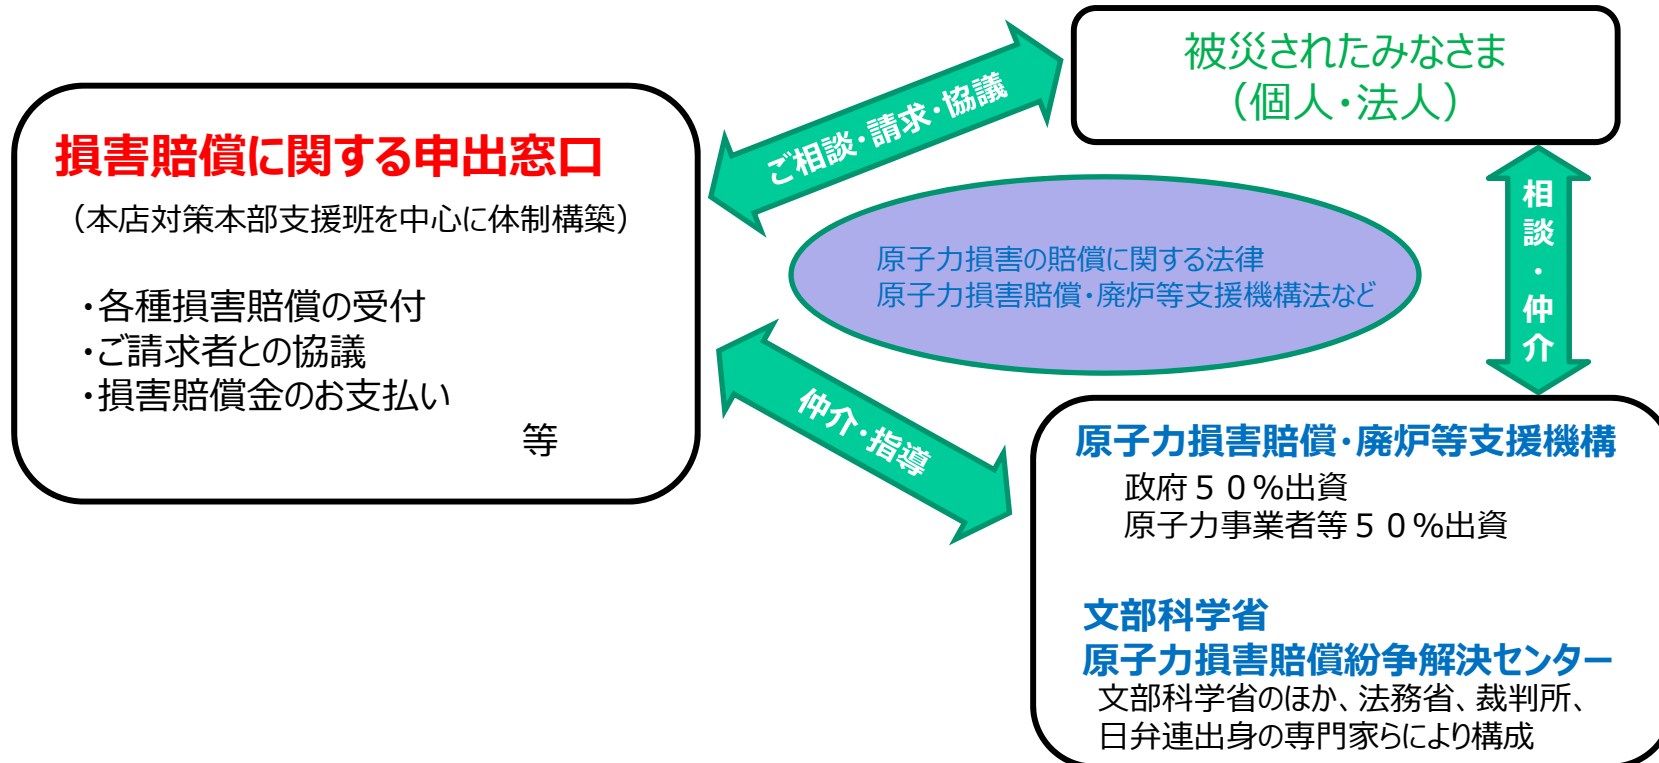 被災されたみなさま
（個人・法人）
ご相談・請求・協議
損害賠償に関する申出窓口
（本店対策本部支援班を中心に体制構築）
・各種損害賠償の受付
・ご請求者との協議
・損害賠償金のお支払い
等
原子力損害の賠償に関する法律
原子力損害賠償・廃炉等支援機構法など
相談・仲介
仲介・指導
原子力損害賠償・廃炉等支援機構
政府５０％出資
原子力事業者等５０％出資
文部科学省
原子力損害賠償紛争解決センター
文部科学省のほか、法務省、裁判所、
日弁連出身の専門家らにより構成